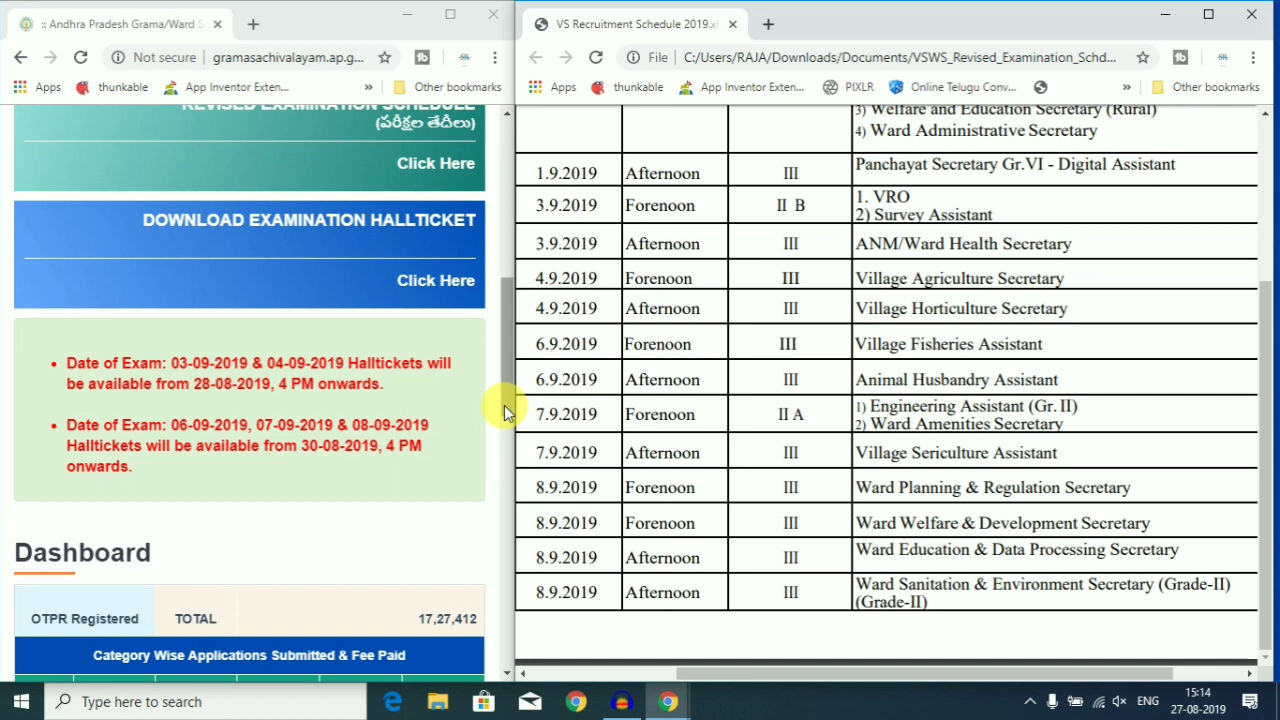 :: Andhra Pradesh Grama/Ward S
Not secure
gramasachivalayam.ap.g...
Apps
thunkable
App Inventor Exten...
»
Other bookmarks
REVISED EXAMINATION SCHEDULE
(పరీక్షల తేదీలు)
Click Here
DOWNLOAD EXAMINATION HALLTICKET
Click Here
• Date of Exam: 03-09-2019 & 04-09-2019 Halltickets will
be available from 28-08-2019, 4 PM onwards.
• Date of Exam: 06-09-2019, 07-09-2019 & 08-09-2019
Halltickets will be available from 30-08-2019, 4 PM
onwards.
Dashboard
OTPR Registered TOTAL 17,27,412
Category Wise Applications Submitted & Fee Paid
VS Recruitment Schedule 2019.xl
File
C:/Users/RAJA/Downloads/Documents/VSWS_Revised_Examination_Schd...
Apps
thunkable
App Inventor Exten...
PIXLR
Online Telugu Conv...
»
Other bookmarks
3) Welfare and Education Secretary (Rural)
4) Ward Administrative Secretary
1.9.2019 Afternoon III Panchayat Secretary Gr.VI - Digital Assistant
3.9.2019 Forenoon II B 1. VRO
2) Survey Assistant
3.9.2019 Afternoon III ANM/Ward Health Secretary
4.9.2019 Forenoon III Village Agriculture Secretary
4.9.2019 Afternoon III Village Horticulture Secretary
6.9.2019 Forenoon III Village Fisheries Assistant
6.9.2019 Afternoon III Animal Husbandry Assistant
7.9.2019 Forenoon II A 1) Engineering Assistant (Gr. II)
2) Ward Amenities Secretary
7.9.2019 Afternoon III Village Sericulture Assistant
8.9.2019 Forenoon III Ward Planning & Regulation Secretary
8.9.2019 Forenoon III Ward Welfare & Development Secretary
8.9.2019 Afternoon III Ward Education & Data Processing Secretary
8.9.2019 Afternoon III Ward Sanitation & Environment Secretary (Grade-II)
(Grade-II)
Type here to search
ENG
15:14
27-08-2019